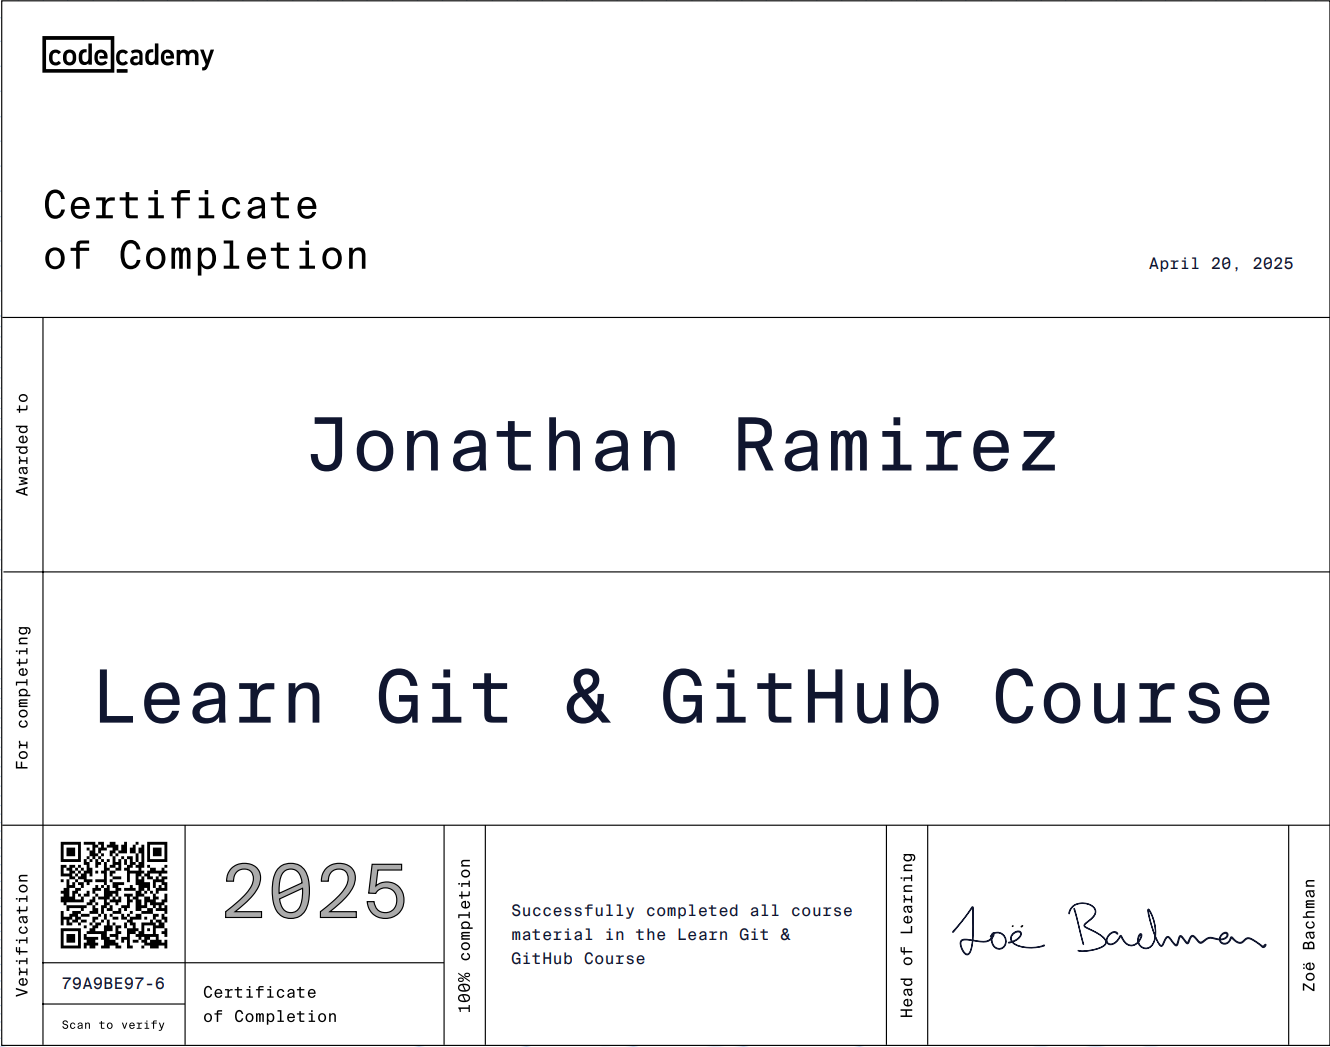 codecademy
Certificate
of Completion
April 20, 2025
Awarded to
Jonathan Ramirez
For completing
Learn Git & GitHub Course
Verification
79A9BE97-6
Scan to verify
2025
Certificate
of Completion
100% completion
Successfully completed all course
material in the Learn Git &
GitHub Course
Head of Learning
Zoë Bachman
Zoë Bachman